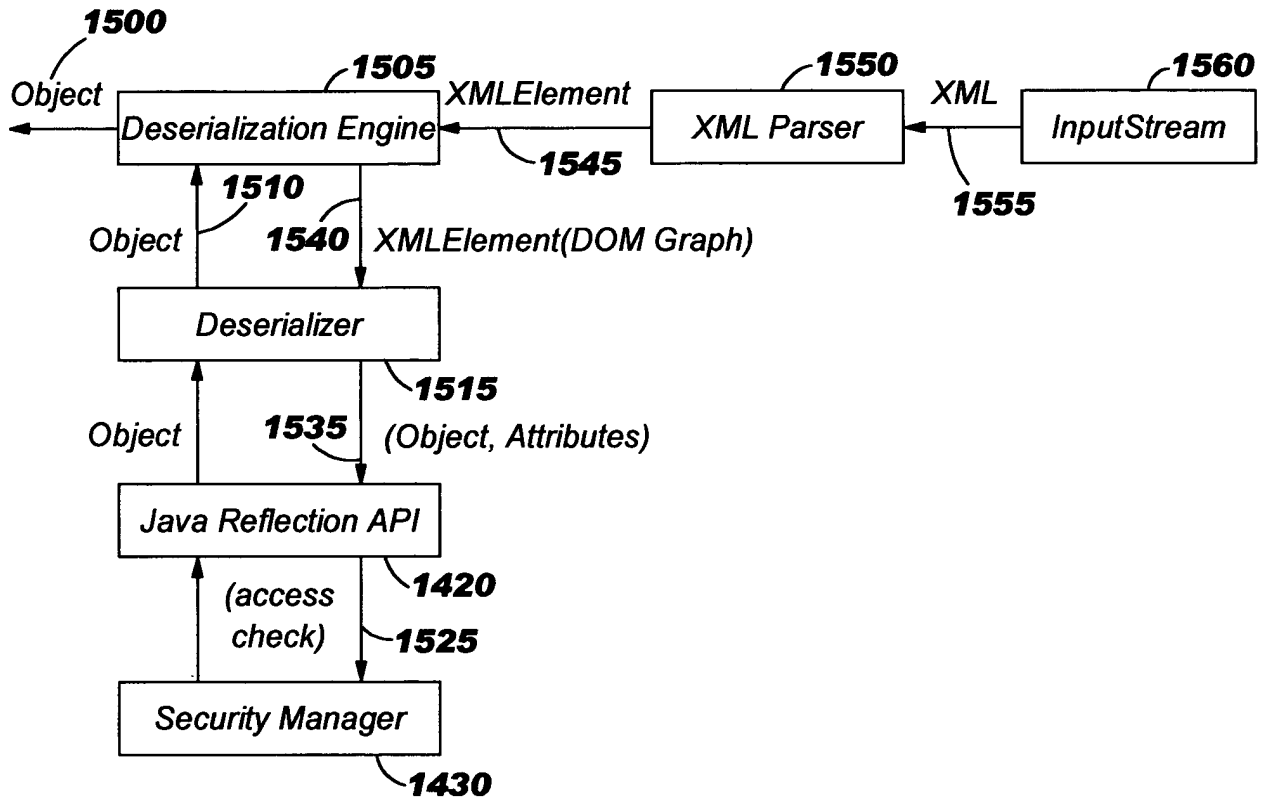 1500
Object
1505
Deserialization Engine
XMLElement
1545
1550
XML Parser
XML
1555
1560
InputStream
1510
Object
1540
XMLElement(DOM Graph)
Deserializer
1515
Object
1535
(Object, Attributes)
Java Reflection API
1420
(access
check)
1525
Security Manager
1430